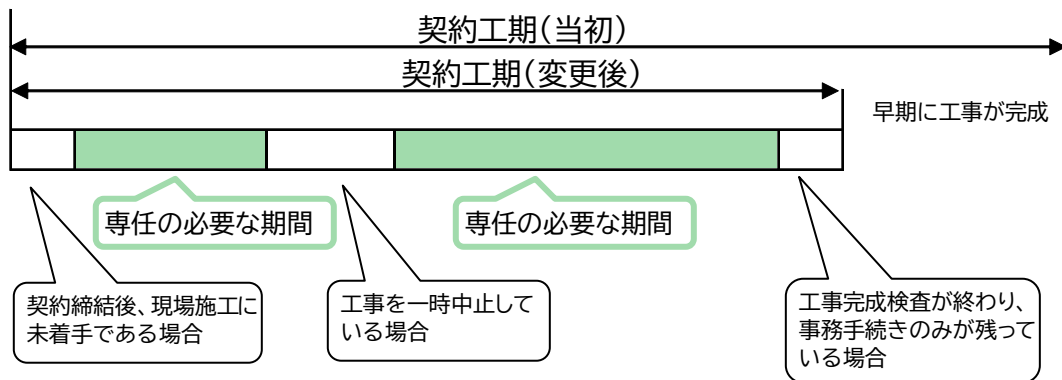 契約工期(当初)
契約工期(変更後)
早期に工事が完成
専任の必要な期間
専任の必要な期間
契約締結後、現場施工に
未着手である場合
工事を一時中止して
いる場合
工事完成検査が終わり、
事務手続きのみが残って
いる場合